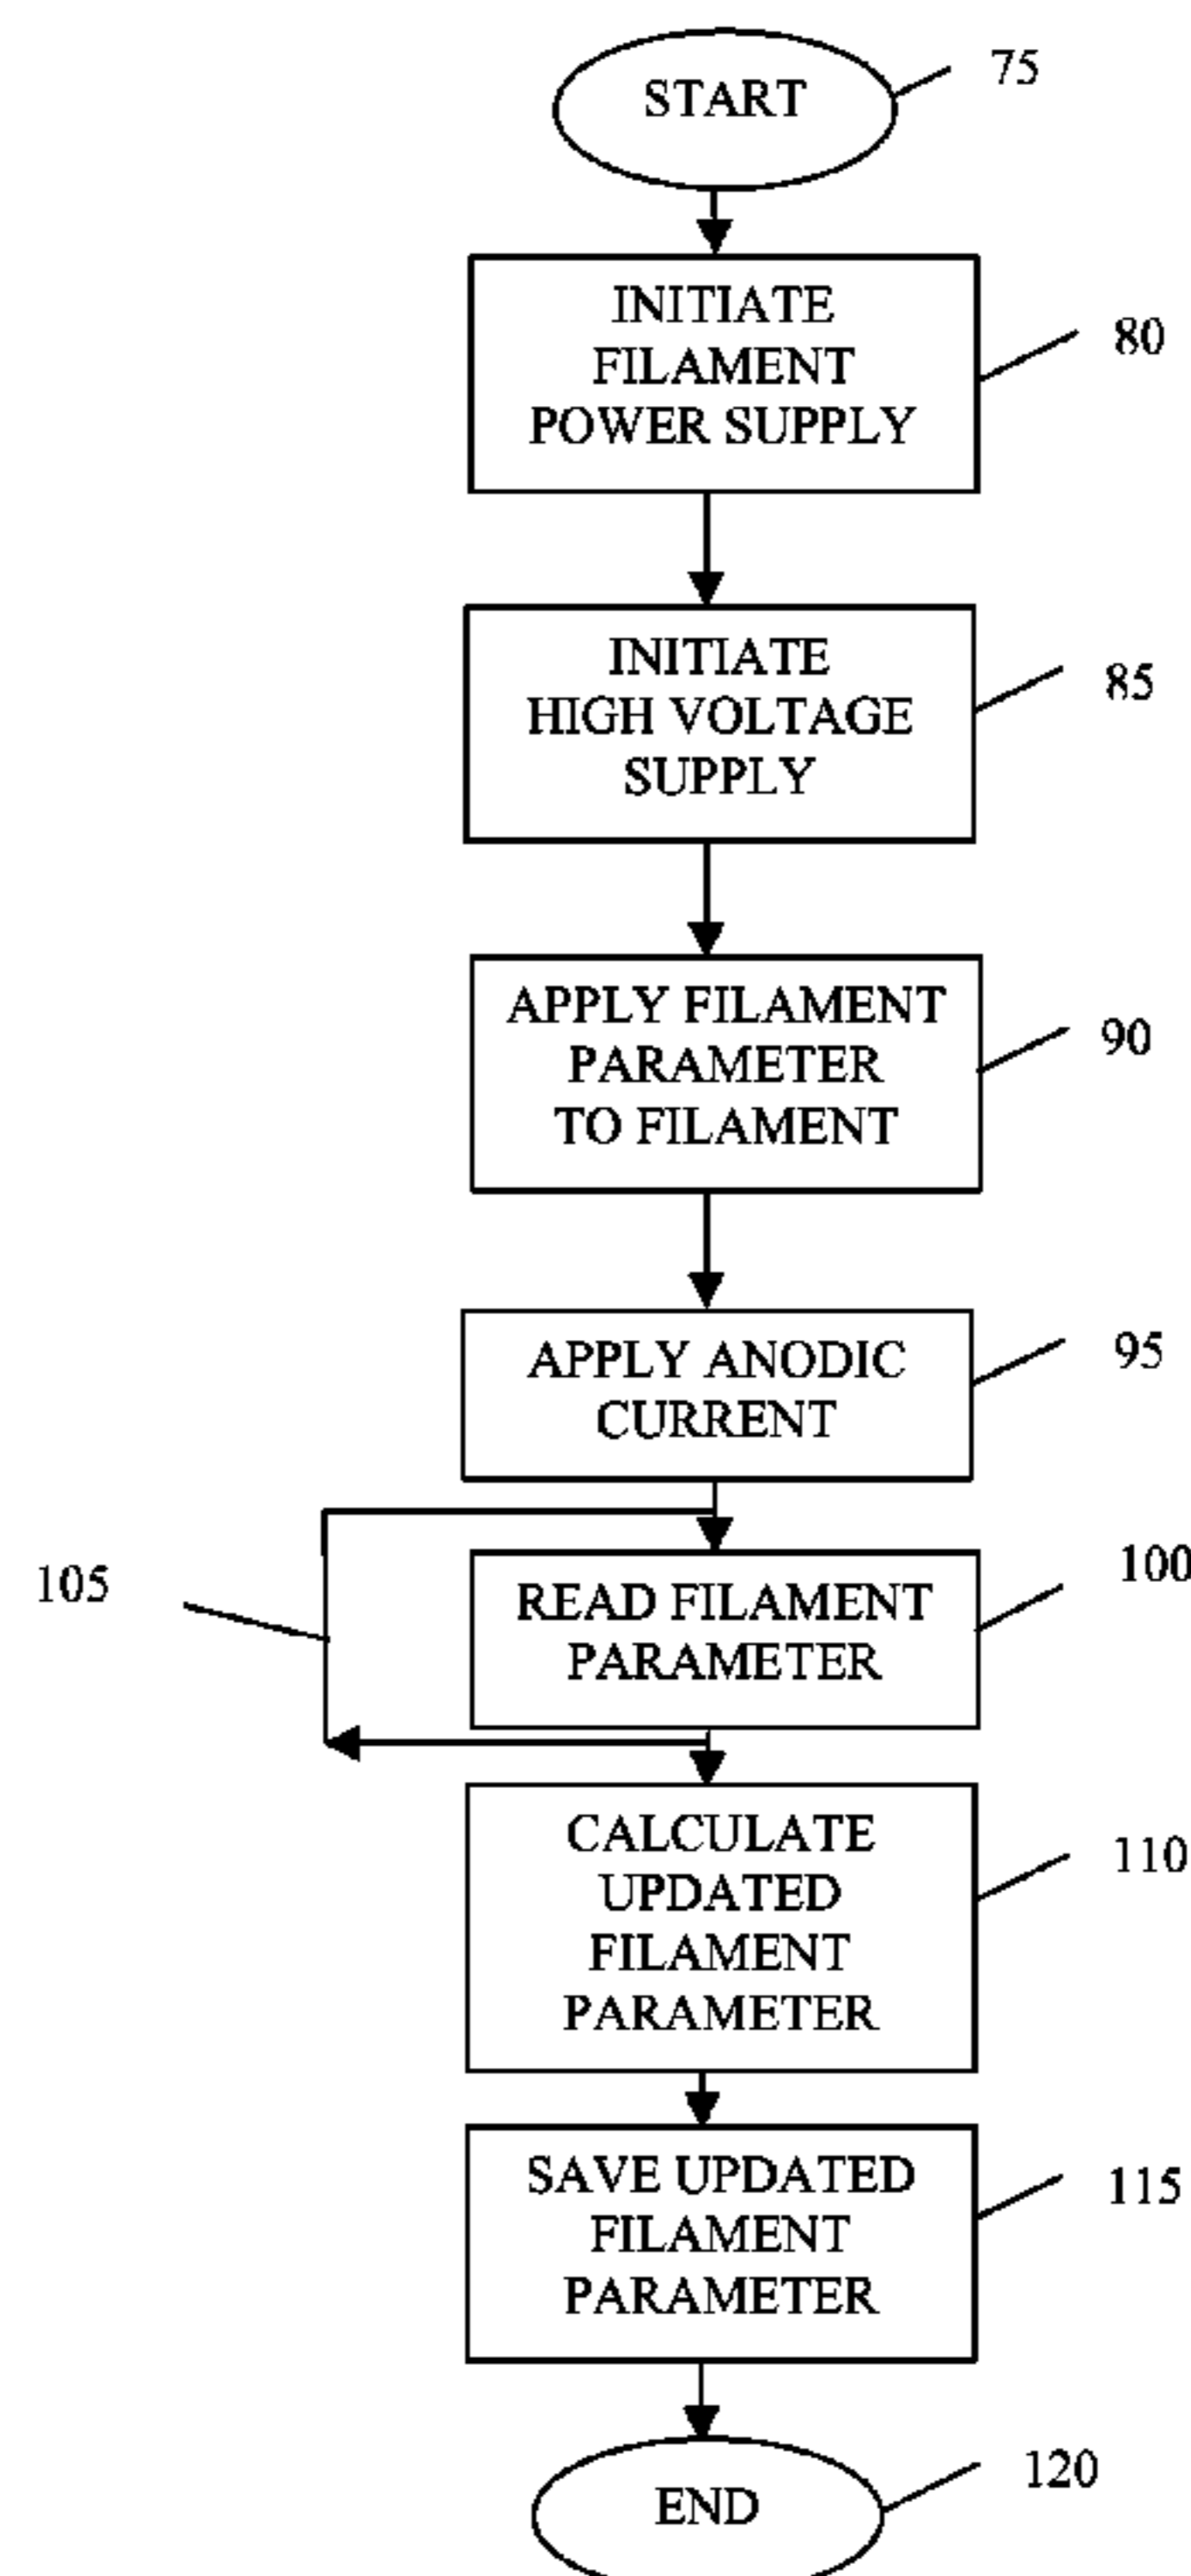 START
75
INITIATE
FILAMENT
POWER SUPPLY
80
INITIATE
HIGH VOLTAGE
SUPPLY
85
APPLY FILAMENT
PARAMETER
TO FILAMENT
90
APPLY ANODIC
CURRENT
95
105
READ FILAMENT
PARAMETER
100
CALCULATE
UPDATED
FILAMENT
PARAMETER
110
SAVE UPDATED
FILAMENT
PARAMETER
115
END
120